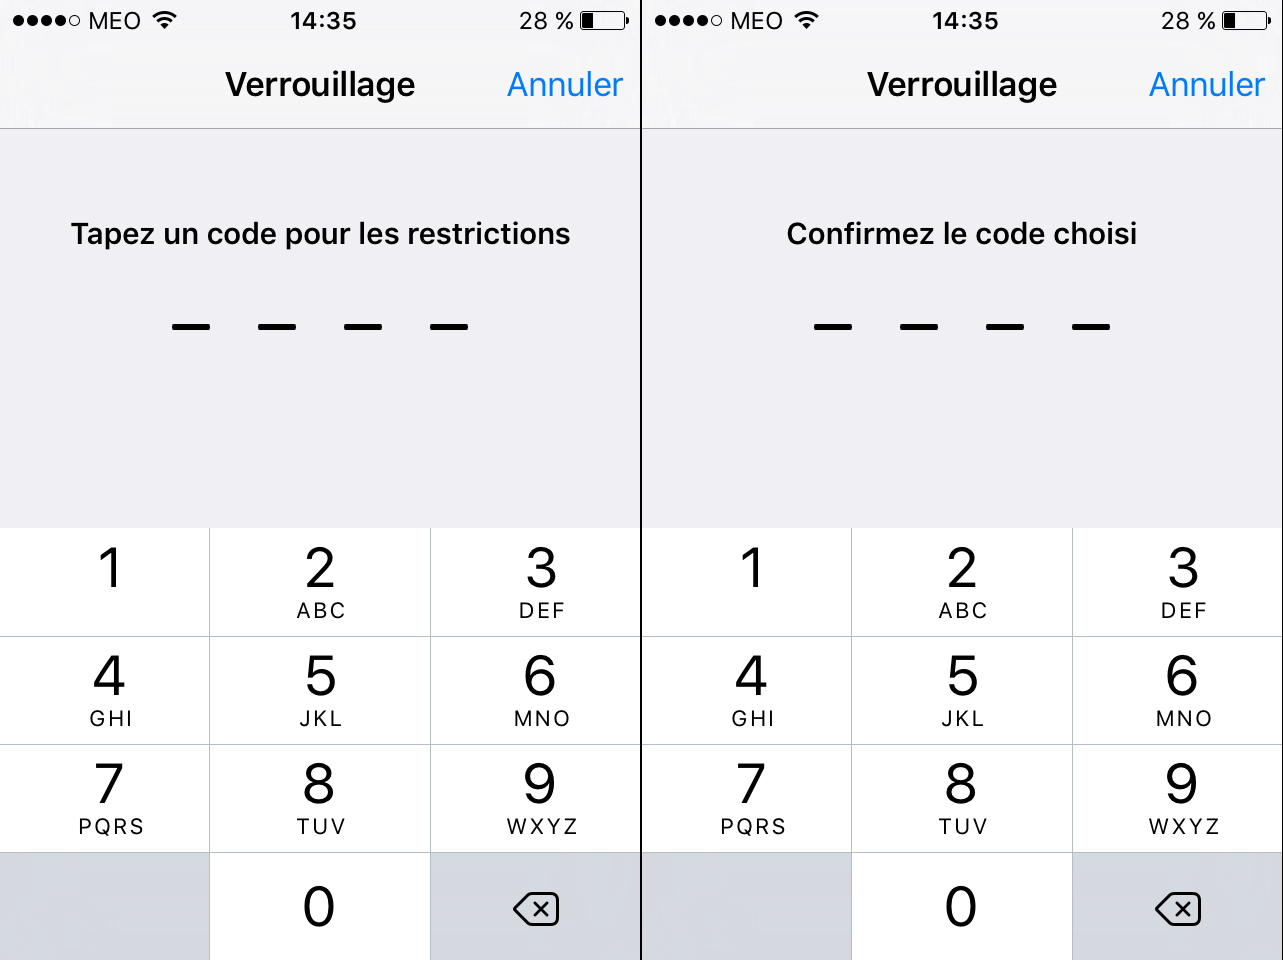 MEO 14:35 28 %
Verrouillage Annuler
Tapez un code pour les restrictions
1 2 3
ABC DEF
4 5 6
GHI JKL MNO
7 8 9
PQRS TUV WXYZ
0
MEO 14:35 28 %
Verrouillage Annuler
Confirmez le code choisi
1 2 3
ABC DEF
4 5 6
GHI JKL MNO
7 8 9
PQRS TUV WXYZ
0